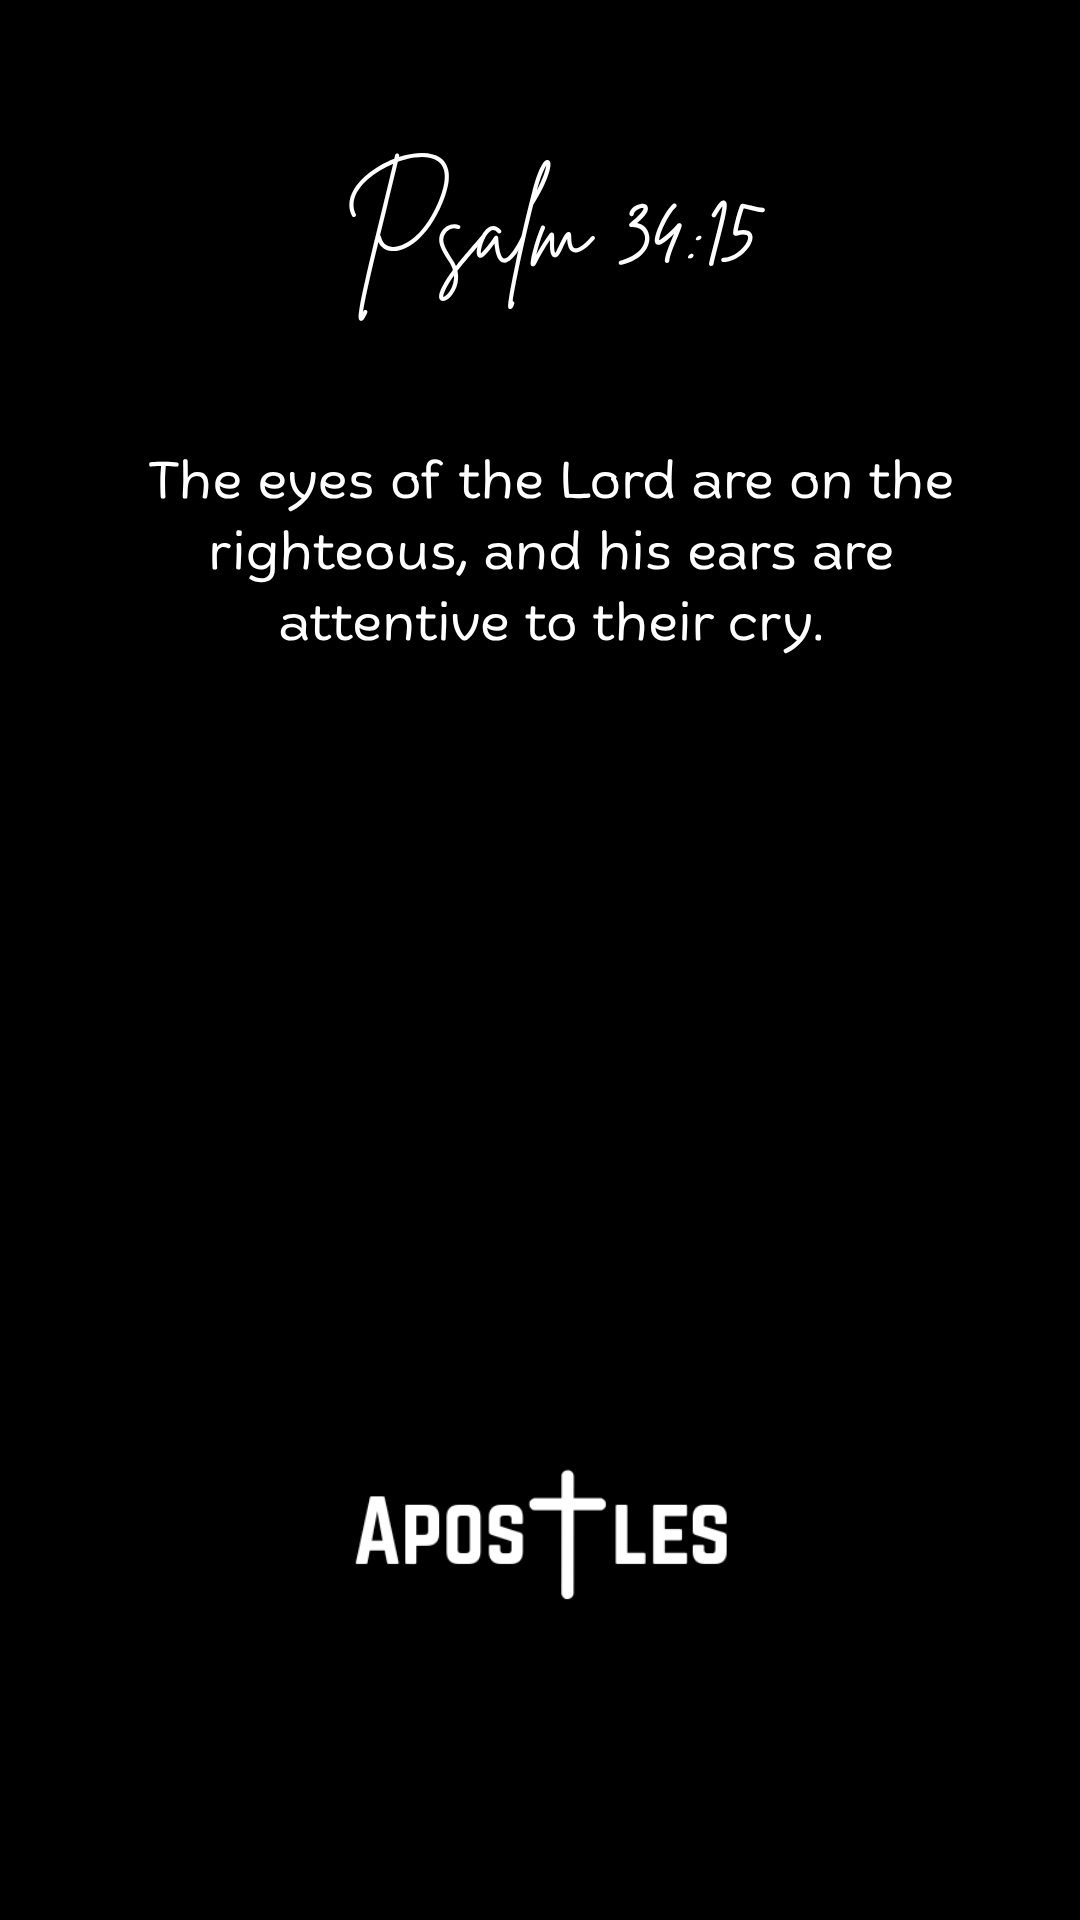 Psalm 34:15
The eyes of the Lord are on the
righteous, and his ears are
attentive to their cry.
APOSTLES